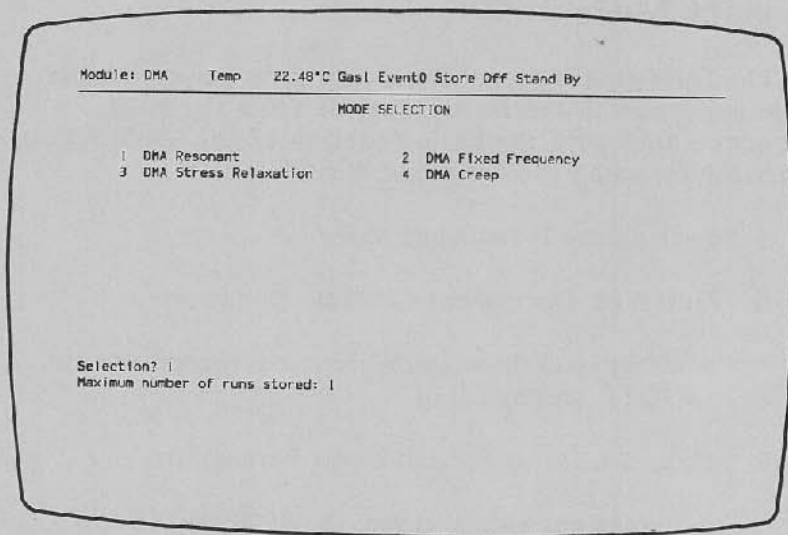 Module: DMA Temp 22.48°C Gas1 Event0 Store Off Stand By
MODE SELECTION
1 DMA Resonant 2 DMA Fixed Frequency
3 DMA Stress Relaxation 4 DMA Creep
Selection? 1
Maximum number of runs stored: 1